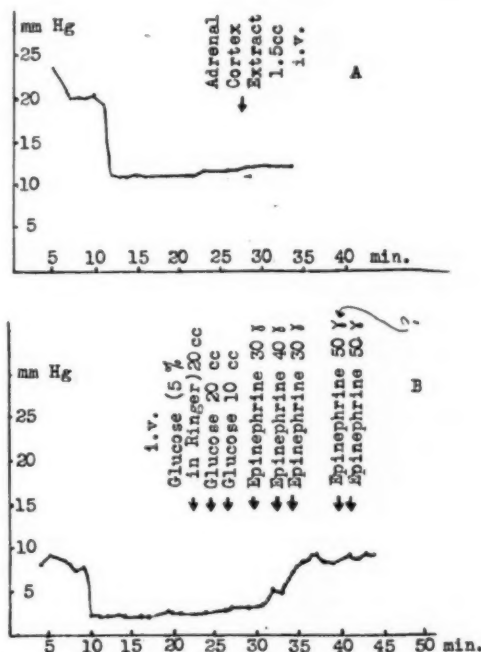 mm Hg
Adrenal
Cortex
Extract
1.5cc
i.v.
A
20
15
10
5
5 10 15 20 25 30 35 40 min.
mm Hg
i.v.
Glucose (5 %
in Ringer) 20 cc
Glucose 20 cc
Glucose 10 cc
Epinephrine 30 γ
Epinephrine 40 γ
Epinephrine 30 γ
Epinephrine 50 γ
Epinephrine 50 γ
?
B
25
20
15
10
5
5 10 15 20 25 30 35 40 45 50 min.